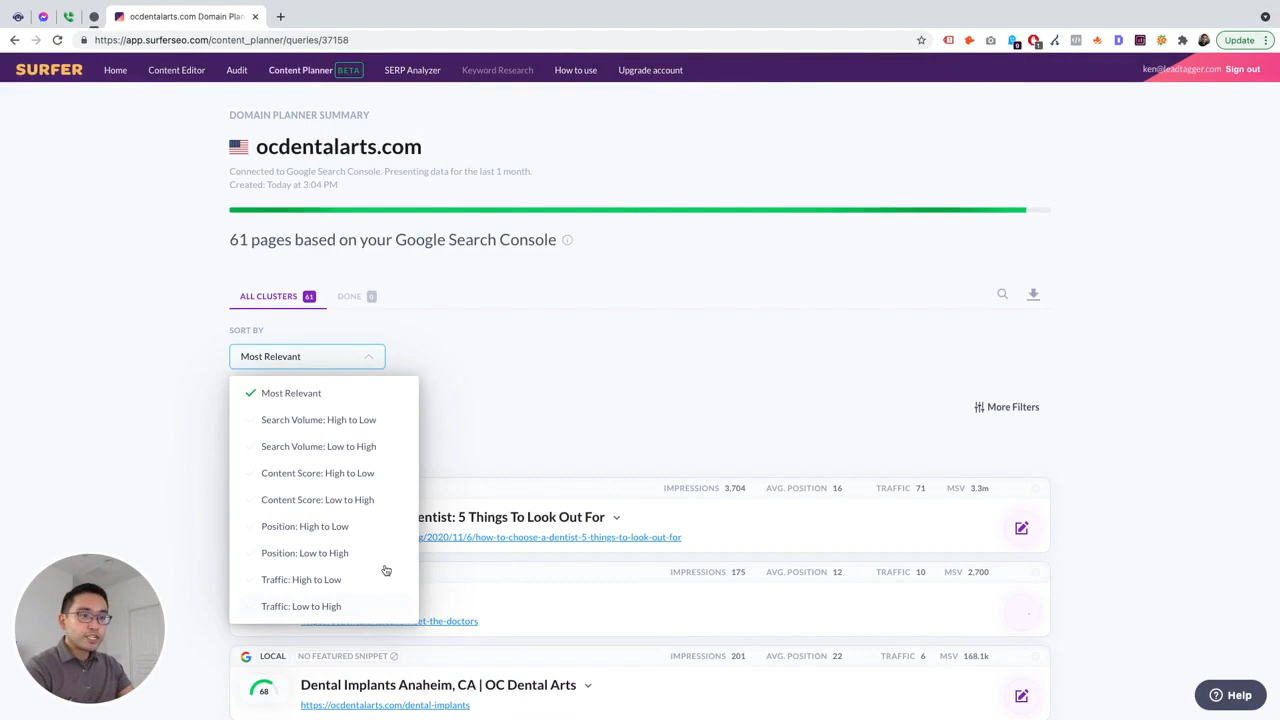 ocdentalarts.com Domain Plan
https://app.surferseo.com/content_planner/queries/37158
Update
SURFER
Home
Content Editor
Audit
Content Planner BETA
SERP Analyzer
Keyword Research
How to use
Upgrade account
ken@leadtagger.com Sign out
DOMAIN PLANNER SUMMARY
ocdentalarts.com
Connected to Google Search Console. Presenting data for the last 1 month.
Created: Today at 3:04 PM
61 pages based on your Google Search Console
ALL CLUSTERS 61
DONE 0
SORT BY
Most Relevant
More Filters
Most Relevant
Search Volume: High to Low
Search Volume: Low to High
Content Score: High to Low
Content Score: Low to High
Position: High to Low
Position: Low to High
Traffic: High to Low
Traffic: Low to High
IMPRESSIONS 3,704 AVG. POSITION 16 TRAFFIC 71 MSV 3.3m
entist: 5 Things To Look Out For
g/2020/11/6/how-to-choose-a-dentist-5-things-to-look-out-for
IMPRESSIONS 175 AVG. POSITION 12 TRAFFIC 10 MSV 2,700
et-the-doctors
LOCAL NO FEATURED SNIPPET IMPRESSIONS 201 AVG. POSITION 22 TRAFFIC 6 MSV 168.1k
68
Dental Implants Anaheim, CA | OC Dental Arts
https://ocdentalarts.com/dental-implants
Help